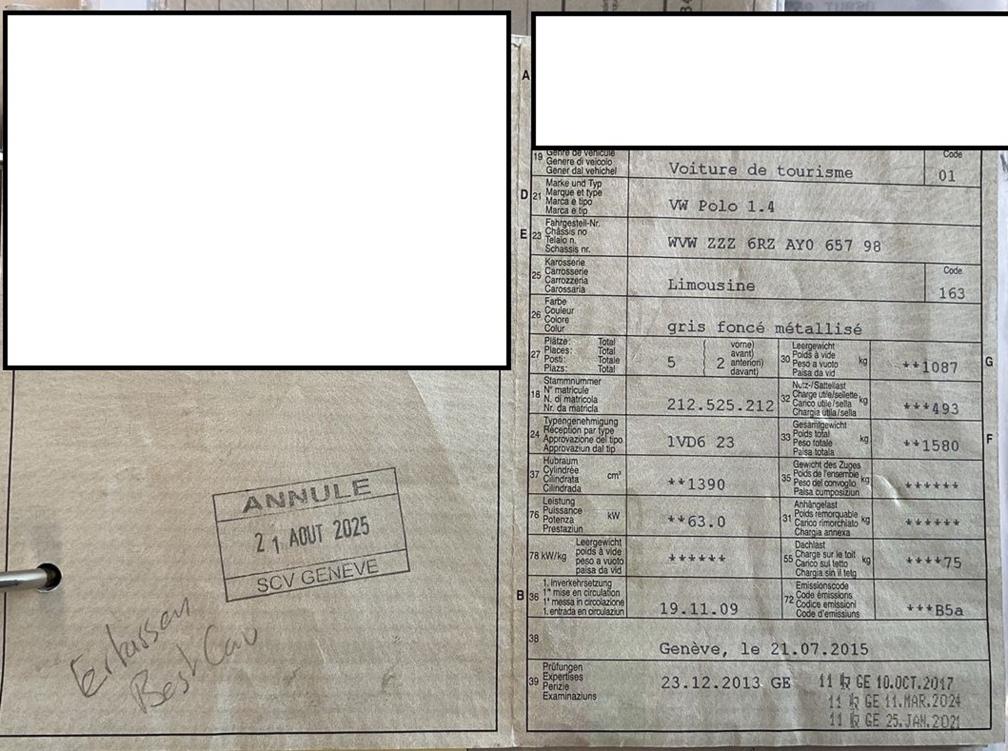 A
19 Genre de véhicule
Genere di veicolo
Gener dal vehichel
Voiture de tourisme
Code
01
D 21 Marke und Typ
Marque et type
Marca e tipo
Marca e tip
VW Polo 1.4
E 23 Fahrgestell-Nr.
Châssis no
Telaio n.
Schassis nr.
WVW ZZZ 6RZ AY0 657 98
25 Karosserie
Carrosserie
Carrozzeria
Carossaria
Limousine
Code
163
26 Farbe
Couleur
Colore
Colur
gris foncé métallisé
27 Plätze: Total
Places: Total
Posti: Totale
Plazs: Total
5 2
vorne)
avant)
anteriori)
davant)
30 Leergewicht
Poids à vide
Peso a vuoto
Paisa da vid
kg
**1087
G
18 Stammnummer
N° matricule
N. di matricola
Nr. da matricla
212.525.212
32 Nutz-/Sattellast
Charge utile/sellette
Carico utile/sella
Chargia utila/sella
kg
***493
24 Typengenehmigung
Réception par type
Approvazione del tipo
Approvaziun dal tip
1VD6 23
33 Gesamtgewicht
Poids total
Peso totale
Paisa totala
kg
**1580
F
37 Hubraum
Cylindrée
Cilindrata
Cilindrada
cm³
**1390
35 Gewicht des Zuges
Poids de l'ensemble
Peso del convoglio
Paisa cumposiziun
kg
******
76 Leistung
Puissance
Potenza
Prestaziun
kW
**63.0
31 Anhängelast
Poids remorquable
Carico rimorchiato
Chargia annexa
kg
******
78 kW/kg
Leergewicht
poids à vide
peso a vuoto
paisa da vid
******
55 Dachlast
Charge sur le toit
Carico sul tetto
Chargia sin il tetg
kg
****75
B 36 1. Inverkehrsetzung
1re mise en circulation
1a messa in circolazione
1. entrada en circulaziun
19.11.09
72 Emissionscode
Code émissions
Codice emissioni
Code d'emissiuns
***B5a
38
Genève, le 21.07.2015
39 Prüfungen
Expertises
Perizie
Examinaziuns
23.12.2013 GE
11 GE 10.OCT.2017
11 GE 11.MAR.2024
11 GE 25.JAN.2021
ANNULE
21 AOUT 2025
SCV GENEVE
Erlassen
Best Cau